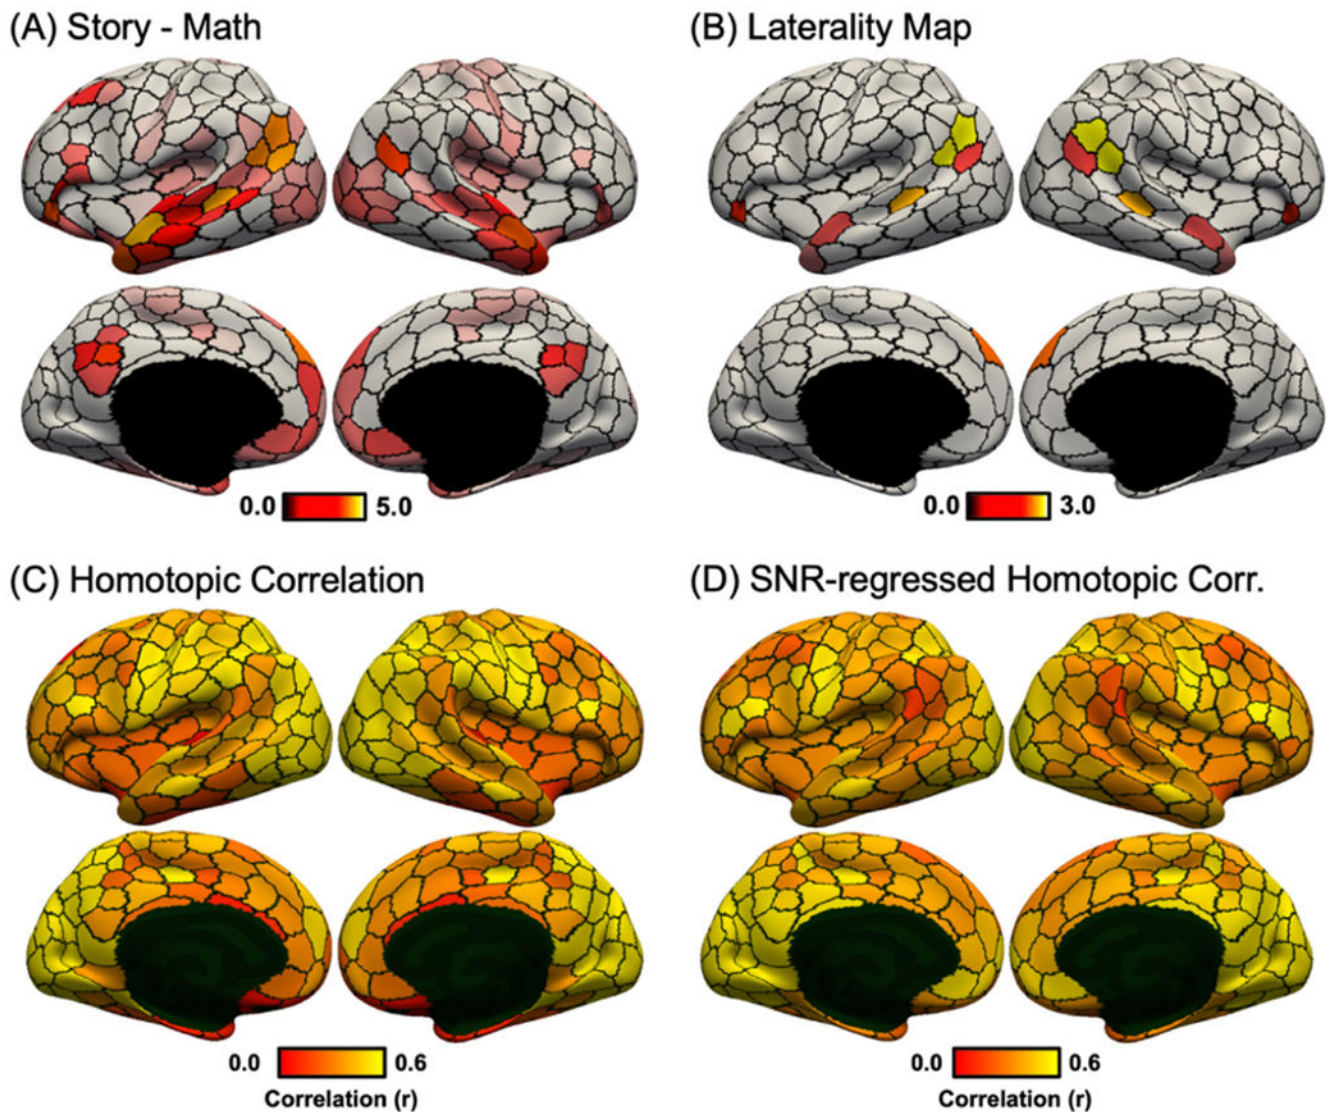 (A) Story - Math
(B) Laterality Map
0.0 5.0
0.0 3.0
(C) Homotopic Correlation
(D) SNR-regressed Homotopic Corr.
0.0 0.6
Correlation (r)
0.0 0.6
Correlation (r)